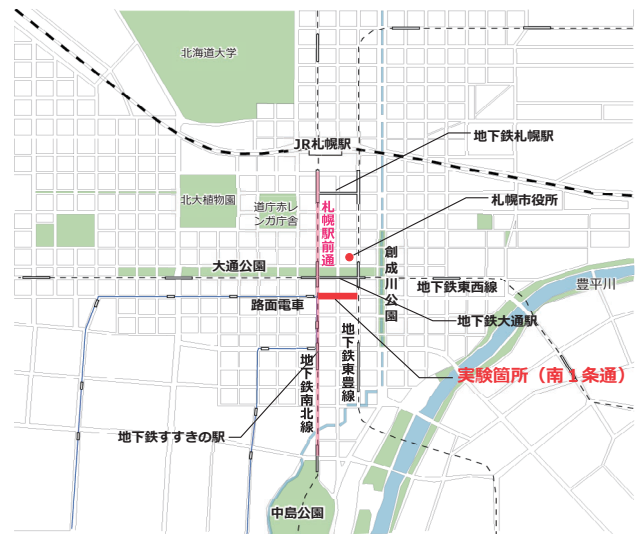 北海道大学
地下鉄札幌駅
JR札幌駅
北大植物園
道庁赤レ
ンガ庁舎
札幌駅前通
札幌市役所
創成川公園
大通公園
地下鉄東西線
豊平川
路面電車
地下鉄大通駅
地下鉄東豊線
地下鉄南北線
実験箇所（南１条通）
地下鉄すすきの駅
中島公園